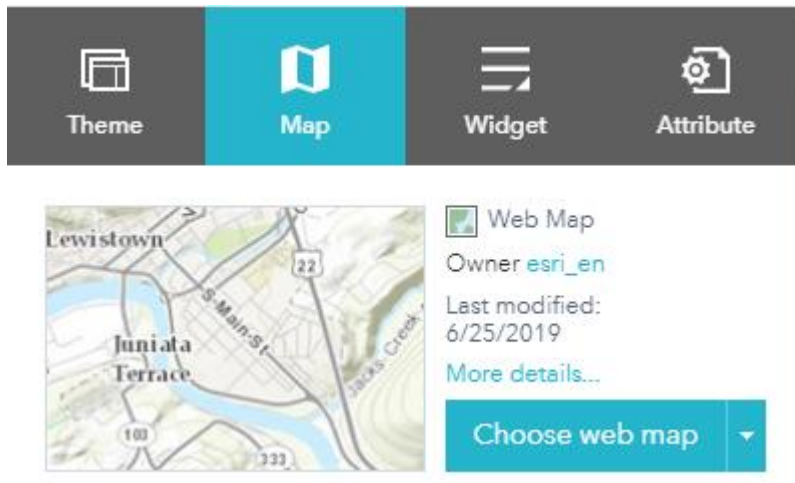 Theme
Map
Widget
Attribute
Lewistown
22
S-Main-St
Juniata
Terrace
Jacks Creek
103
333
Web Map
Owner esri_en
Last modified:
6/25/2019
More details...
Choose web map